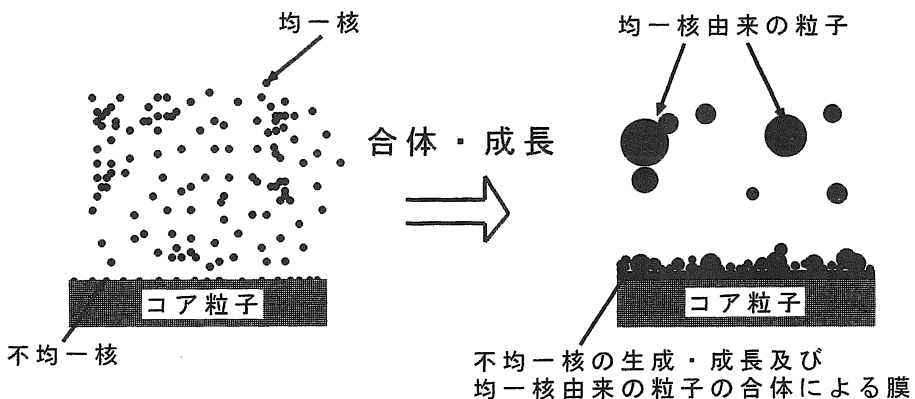 均一核
均一核由来の粒子
合体・成長
コア粒子
コア粒子
不均一核
不均一核の生成・成長及び
均一核由来の粒子の合体による膜